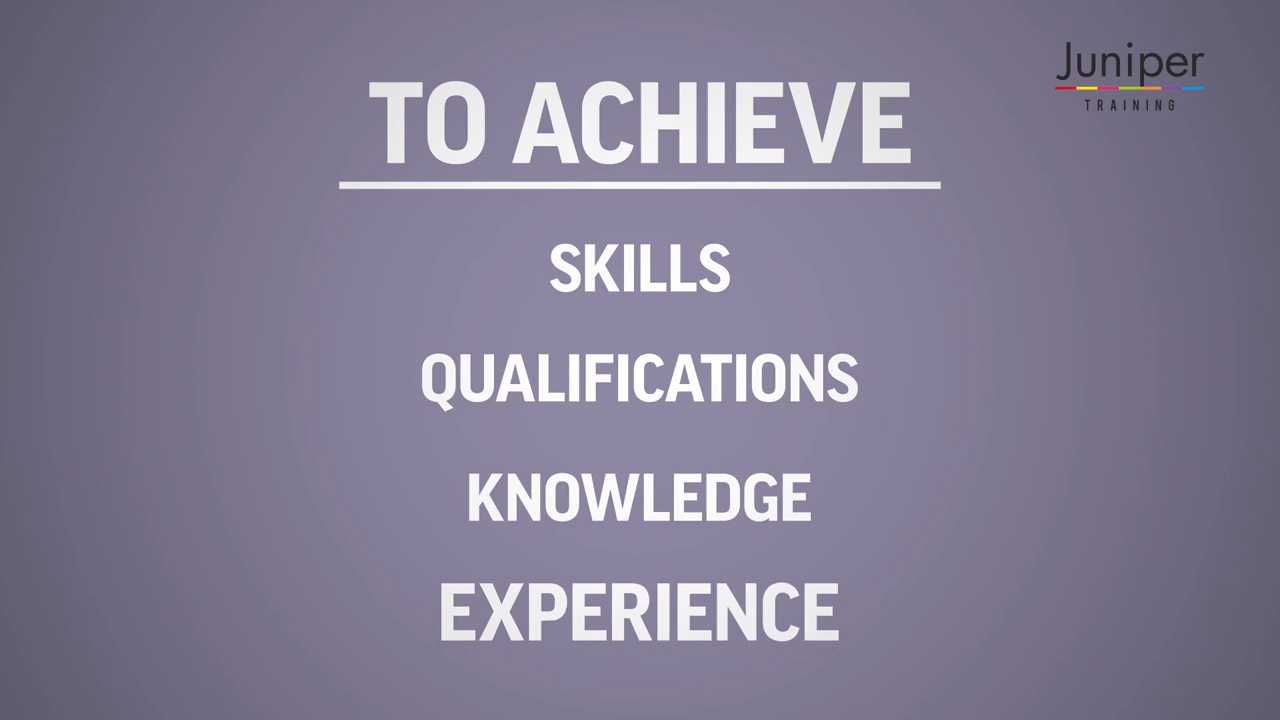 TO ACHIEVE
Juniper
TRAINING
SKILLS
QUALIFICATIONS
KNOWLEDGE
EXPERIENCE